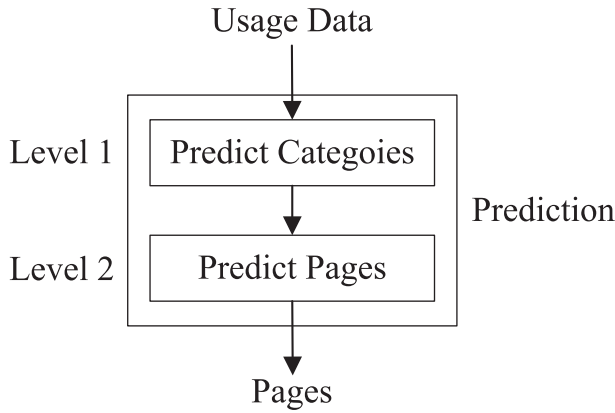 Usage Data
Level 1
Predict Categoies
Prediction
Level 2
Predict Pages
Pages